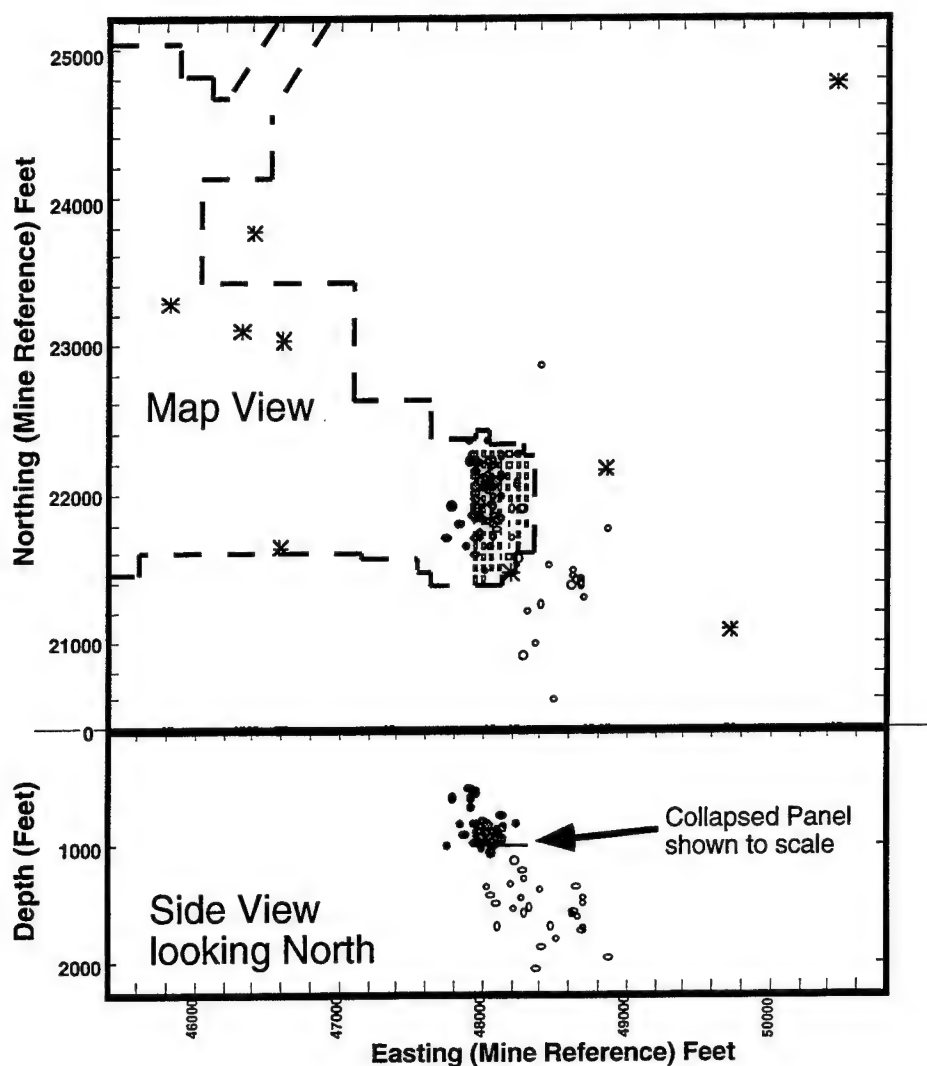 25000
24000
23000
22000
21000
Northing (Mine Reference) Feet
Map View
0
1000
2000
Depth (Feet)
Collapsed Panel
shown to scale
Side View
looking North
46000
47000
48000
49000
50000
Easting (Mine Reference) Feet